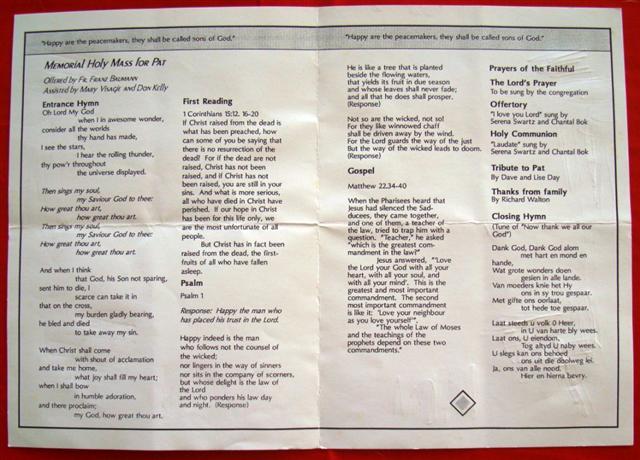 "Happy are the peacemakers, they shall be called sons of God."
Memorial Holy Mass for Pat
Offered by Fr. Franz Baumann
Assisted by Mary Visagie and Don Kelly
Entrance Hymn
Oh Lord My God
when I in awesome wonder,
consider all the worlds
thy hand has made,
I see the stars,
I hear the rolling thunder,
thy pow'r throughout
the universe displayed.
Then sings my soul,
my Saviour God to thee:
How great thou art,
how great thou art.
Then sings my soul,
my Saviour God to thee:
How great thou art,
how great thou art.
And when I think
that God, his Son not sparing,
sent him to die, I
scarce can take it in
that on the cross,
my burden gladly bearing,
he bled and died
to take away my sin.
When Christ shall come
with shout of acclamation
and take me home,
what joy shall fill my heart;
when I shall bow
in humble adoration,
and there proclaim;
my God, how great thou art.
First Reading
1 Corinthians 15:12. 16-20
If Christ raised from the dead is
what has been preached, how
can some of you be saying that
there is no resurrection of the
dead? For if the dead are not
raised, Christ has not been
raised, and if Christ has not
been raised, you are still in your
sins. And what is more serious,
all who have died in Christ have
perished. If our hope in Christ
has been for this life only, we
are the most unfortunate of all
people.
But Christ has in fact been
raised from the dead, the first-
fruits of all who have fallen
asleep.
Psalm
Psalm 1
Response: Happy the man who
has placed his trust in the Lord.
Happy indeed is the man
who follows not the counsel of
the wicked;
nor lingers in the way of sinners
nor sits in the company of scorners,
but whose delight is the law of
the Lord
and who ponders his law day
and night. (Response)
"Happy are the peacemakers, they shall be called sons of God."
He is like a tree that is planted
beside the flowing waters,
that yields its fruit in due season
and whose leaves shall never fade;
and all that he does shall prosper.
(Response)
Not so are the wicked, not so!
For they like winnowed chaff
shall be driven away by the wind.
For the Lord guards the way of the just
But the way of the wicked leads to doom.
(Response)
Gospel
Matthew 22.34-40
When the Pharisees heard that
Jesus had silenced the Sad-
ducees, they came together,
and one of them, a teacher of
the law, tried to trap him with a
question. "Teacher," he asked
"which is the greatest com-
mandment in the law?"
Jesus answered, "'Love
the Lord your God with all your
heart, with all your soul, and
with all your mind'. This is the
greatest and most important
commandment. The second
most important commandment
is like it: 'Love your neighbour
as you love yourself'".
"The whole Law of Moses
and the teachings of the
prophets depend on these two
commandments."
Prayers of the Faithful
The Lord's Prayer
To be sung by the congregation
Offertory
"I love you Lord" sung by
Serena Swartz and Chantal Bok
Holy Communion
"Laudate" sung by
Serena Swartz and Chantal Bok
Tribute to Pat
By Dave and Lise Day
Thanks from family
By Richard Walton
Closing Hymn
(Tune of "Now thank we all our
God")
Dank God, Dank God alom
met hart en mond en
hande,
Wat grote wonders doen
geslen in alle lande.
Van moeders knie het Hy
ons in sy trou gespaar.
Met gifte ons oorlaat,
tot hede toe gespaar.
Laat steeds u volk O Heer,
in U van harte bly wees.
Laat ons, U eiendom,
Tog altyd U naby wees.
U slegs kan ons behoed
ons uit die doolweg lei.
Ja, ons van alle nood.
Hier en hierna bevry.